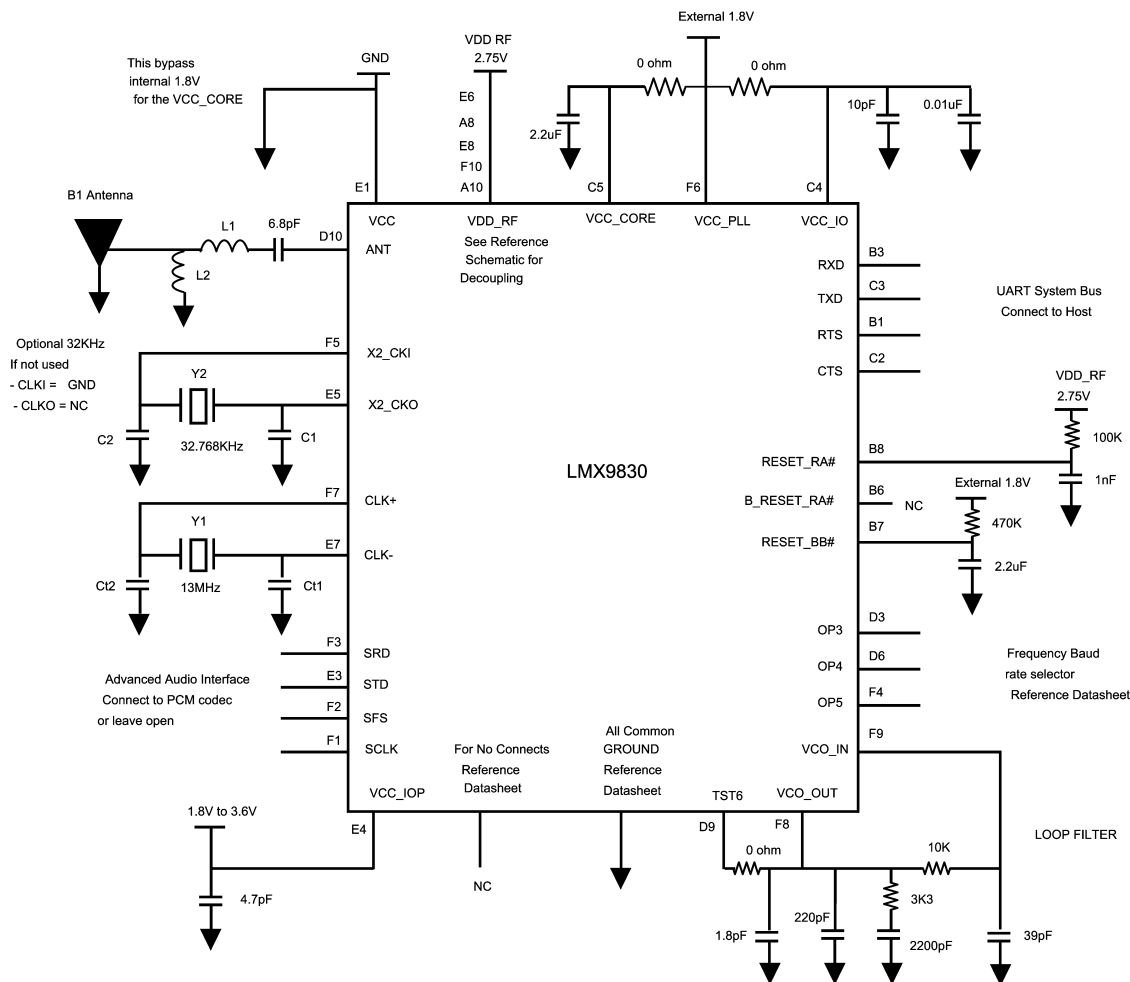 External 1.8V
VDD RF
2.75V
GND
This bypass
internal 1.8V
for the VCC_CORE
0 ohm
0 ohm
E6
A8
E8
F10
A10
2.2uF
10pF
0.01uF
E1
C5
F6
C4
B1 Antenna
L1
6.8pF
D10
L2
VCC
ANT
VDD_RF
See Reference
Schematic for
Decoupling
VCC_CORE
VCC_PLL
VCC_IO
RXD
B3
TXD
C3
RTS
B1
CTS
C2
UART System Bus
Connect to Host
Optional 32KHz
If not used
- CLKI = GND
- CLKO = NC
F5
X2_CKI
Y2
E5
X2_CKO
C2
32.768KHz
C1
VDD_RF
2.75V
100K
LMX9830
RESET_RA#
B8
1nF
F7
CLK+
B_RESET_RA#
B6
NC
External 1.8V
470K
Y1
E7
CLK-
RESET_BB#
B7
2.2uF
Ct2
13MHz
Ct1
F3
SRD
E3
STD
F2
SFS
F1
SCLK
Advanced Audio Interface
Connect to PCM codec
or leave open
OP3
D3
OP4
D6
OP5
F4
Frequency Baud
rate selector
Reference Datasheet
VCO_IN
F9
For No Connects
Reference
Datasheet
All Common
GROUND
Reference
Datasheet
VCC_IOP
TST6
VCO_OUT
1.8V to 3.6V
E4
D9
F8
LOOP FILTER
0 ohm
10K
NC
4.7pF
3K3
1.8pF
220pF
2200pF
39pF